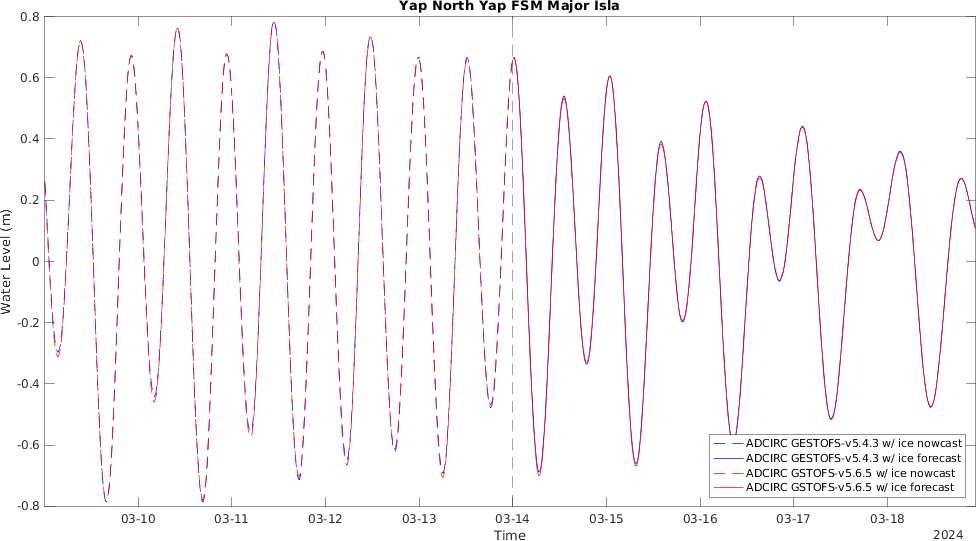 Yap North Yap FSM Major Isla
Water Level (m)
0.8
0.6
0.4
0.2
0
-0.2
-0.4
-0.6
-0.8
ADCIRC GESTOFS-v5.4.3 w/ ice nowcast
ADCIRC GESTOFS-v5.4.3 w/ ice forecast
ADCIRC GSTOFS-v5.6.5 w/ ice nowcast
ADCIRC GSTOFS-v5.6.5 w/ ice forecast
03-10 03-11 03-12 03-13 03-14 03-15 03-16 03-17 03-18
Time
2024